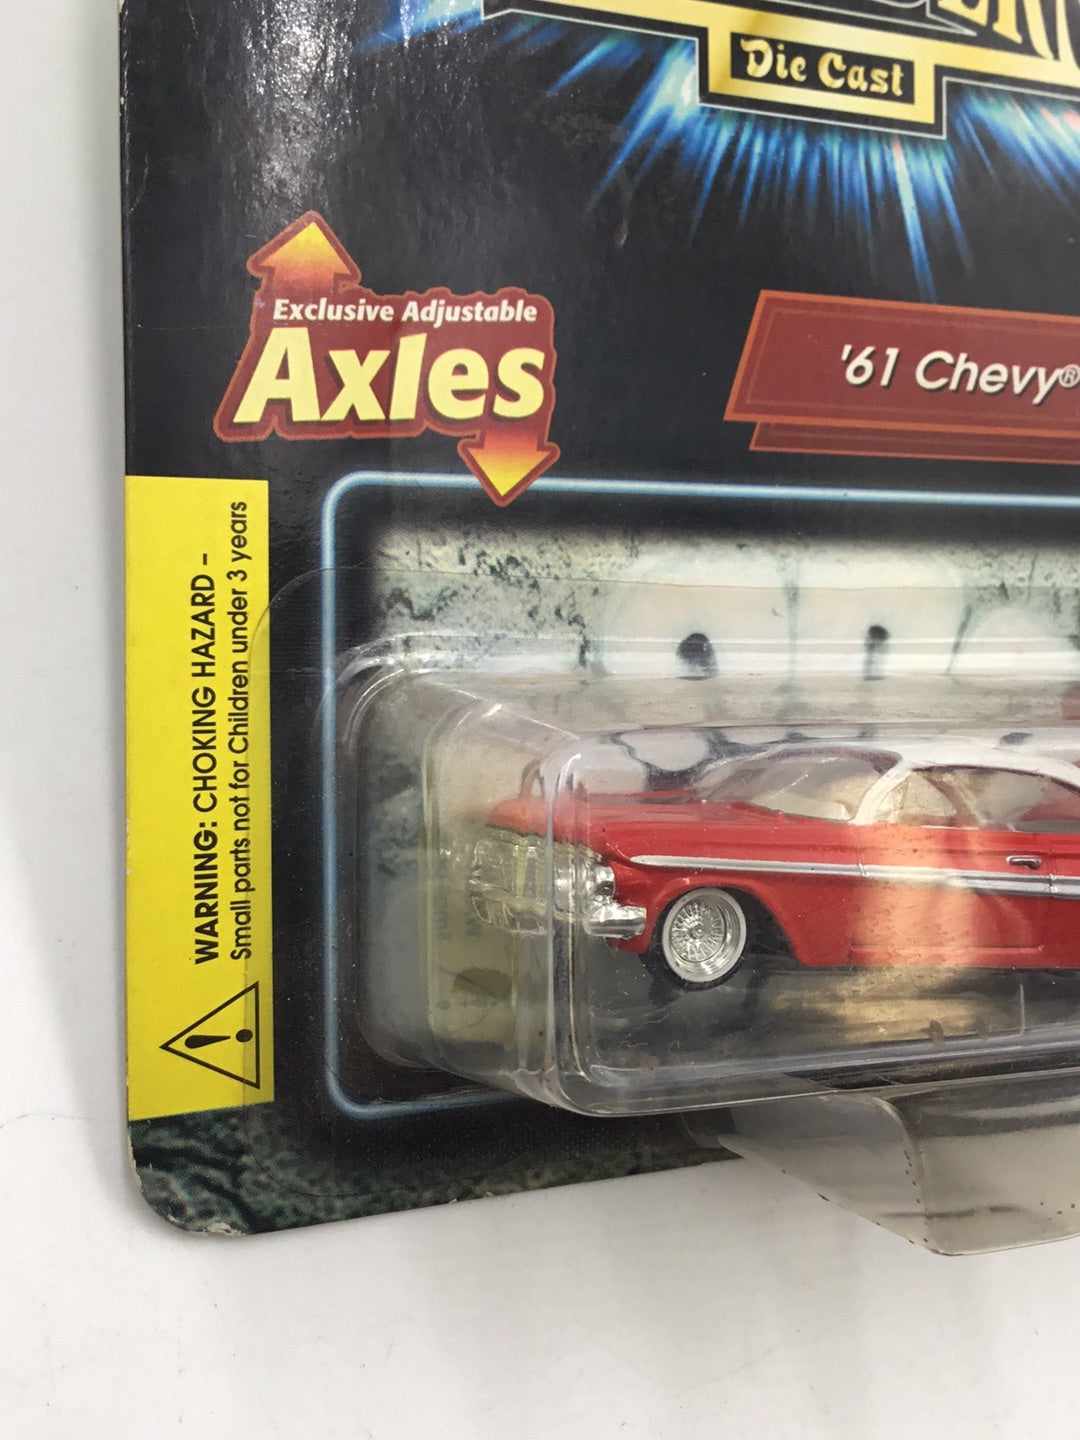 Die Cast
Exclusive Adjustable
Axles
'61 Chevy®
WARNING: CHOKING HAZARD -
Small parts not for Children under 3 years